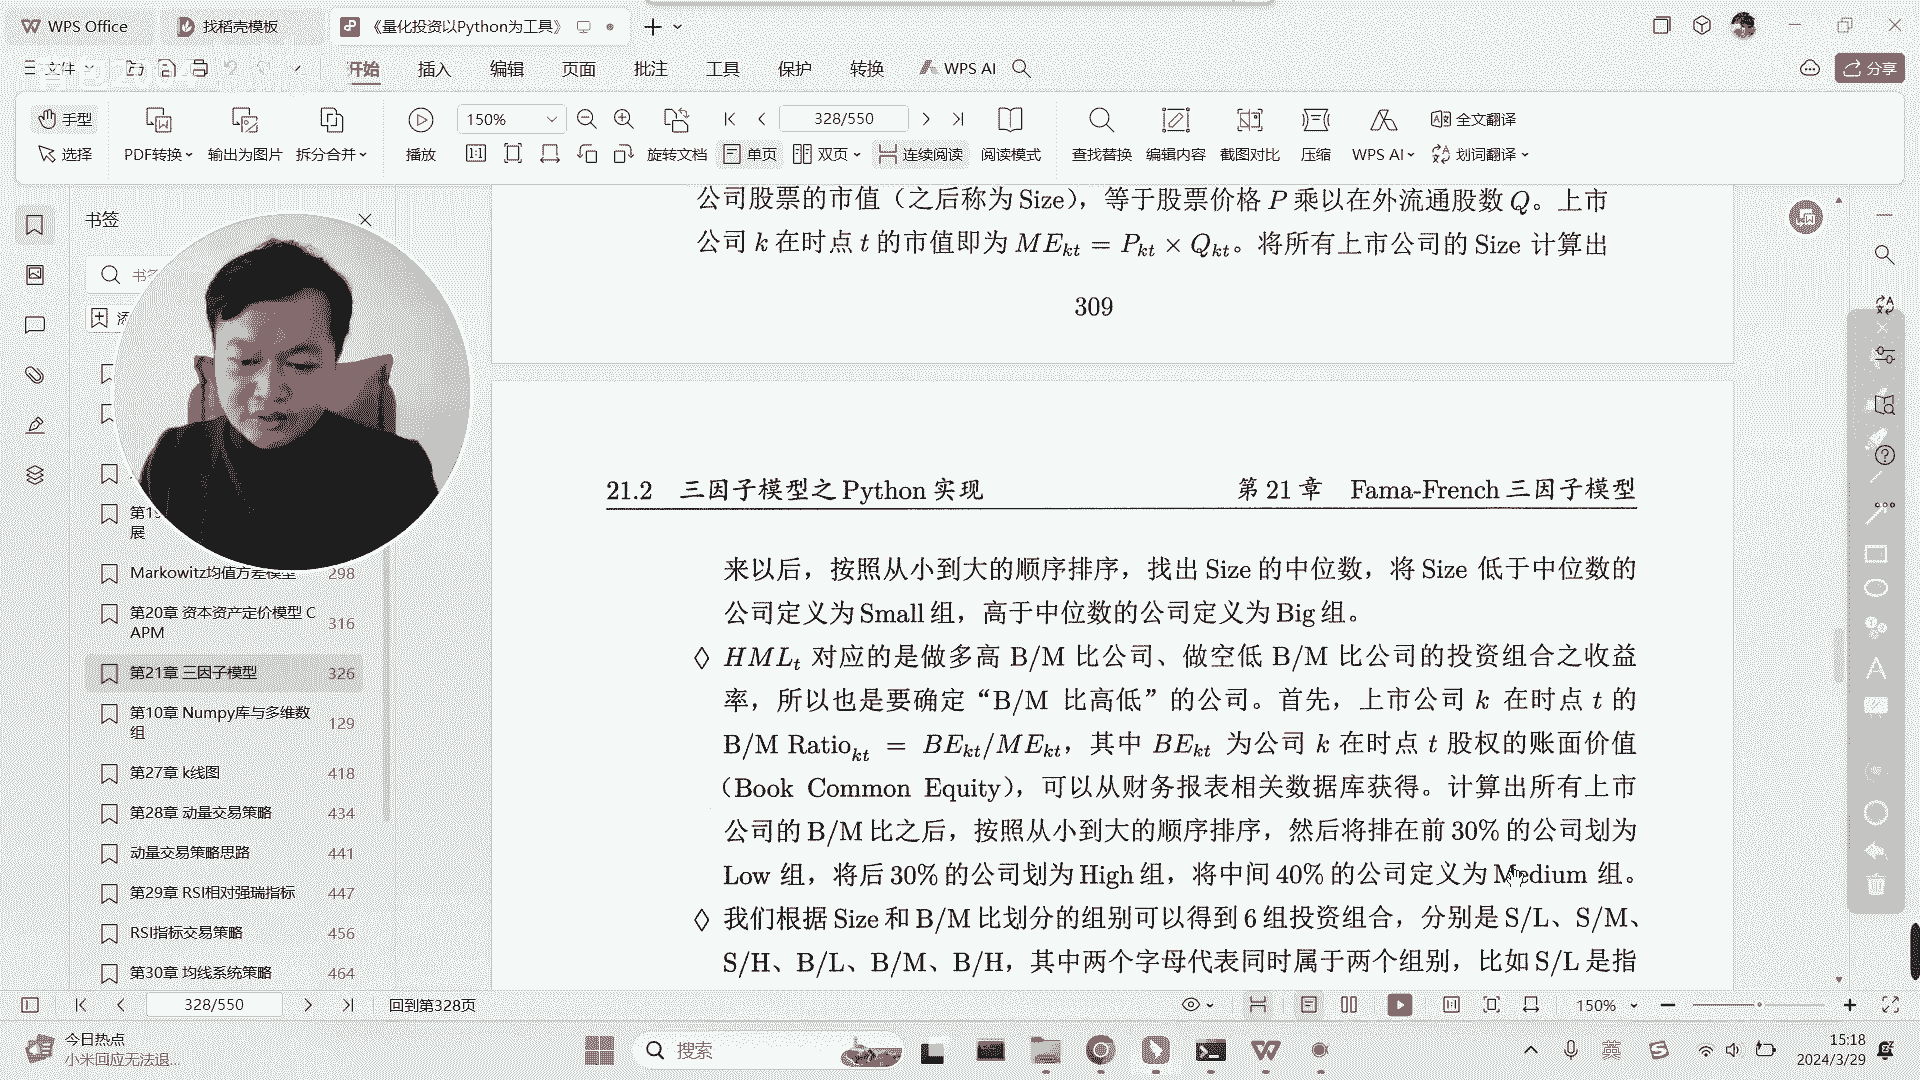 WPS Office
找稻壳模板
《量化投资以Python为工具》
文件
开始
插入
编辑
页面
批注
工具
保护
转换
WPS AI
分享
手型
150%
328/550
全文翻译
选择
PDF转换
输出为图片
拆分合并
播放
旋转文档
单页
双页
连续阅读
阅读模式
查找替换
编辑内容
截图对比
压缩
WPS AI
划词翻译
书签
展
Markowitz均值方差模型 298
第20章 资本资产定价模型 C
APM 316
第21章 三因子模型 326
第10章 Numpy库与多维数
组 129
第27章 k线图 418
第28章 动量交易策略 434
动量交易策略思路 441
第29章 RSI相对强瑞指标 447
RSI指标交易策略 456
第30章 均线系统策略 464
公司股票的市值（之后称为 Size），等于股票价格 P 乘以在外流通股数 Q。上市
公司 k 在时点 t 的市值即为 MEkt = Pkt × Qkt。将所有上市公司的 Size 计算出
309
21.2 三因子模型之 Python 实现
第 21 章 Fama-French 三因子模型
来以后，按照从小到大的顺序排序，找出 Size 的中位数，将 Size 低于中位数的
公司定义为 Small 组，高于中位数的公司定义为 Big 组。
◊ HMLt 对应的是做多高 B/M 比公司、做空低 B/M 比公司的投资组合之收益
率，所以也是要确定“B/M 比高低”的公司。首先，上市公司 k 在时点 t 的
B/M Ratiokt = BEkt/MEkt，其中 BEkt 为公司 k 在时点 t 股权的账面价值
（Book Common Equity），可以从财务报表相关数据库获得。计算出所有上市
公司的 B/M 比之后，按照从小到大的顺序排序，然后将排在前 30% 的公司划为
Low 组，将后 30% 的公司划为 High 组，将中间 40% 的公司定义为 Medium 组。
◊ 我们根据 Size 和 B/M 比划分的组别可以得到 6 组投资组合，分别是 S/L、S/M、
S/H、B/L、B/M、B/H，其中两个字母代表同时属于两个组别，比如 S/L 是指
328/550
回到第328页
150%
今日热点
小米回应无法退...
搜索
英
15:18
2024/3/29